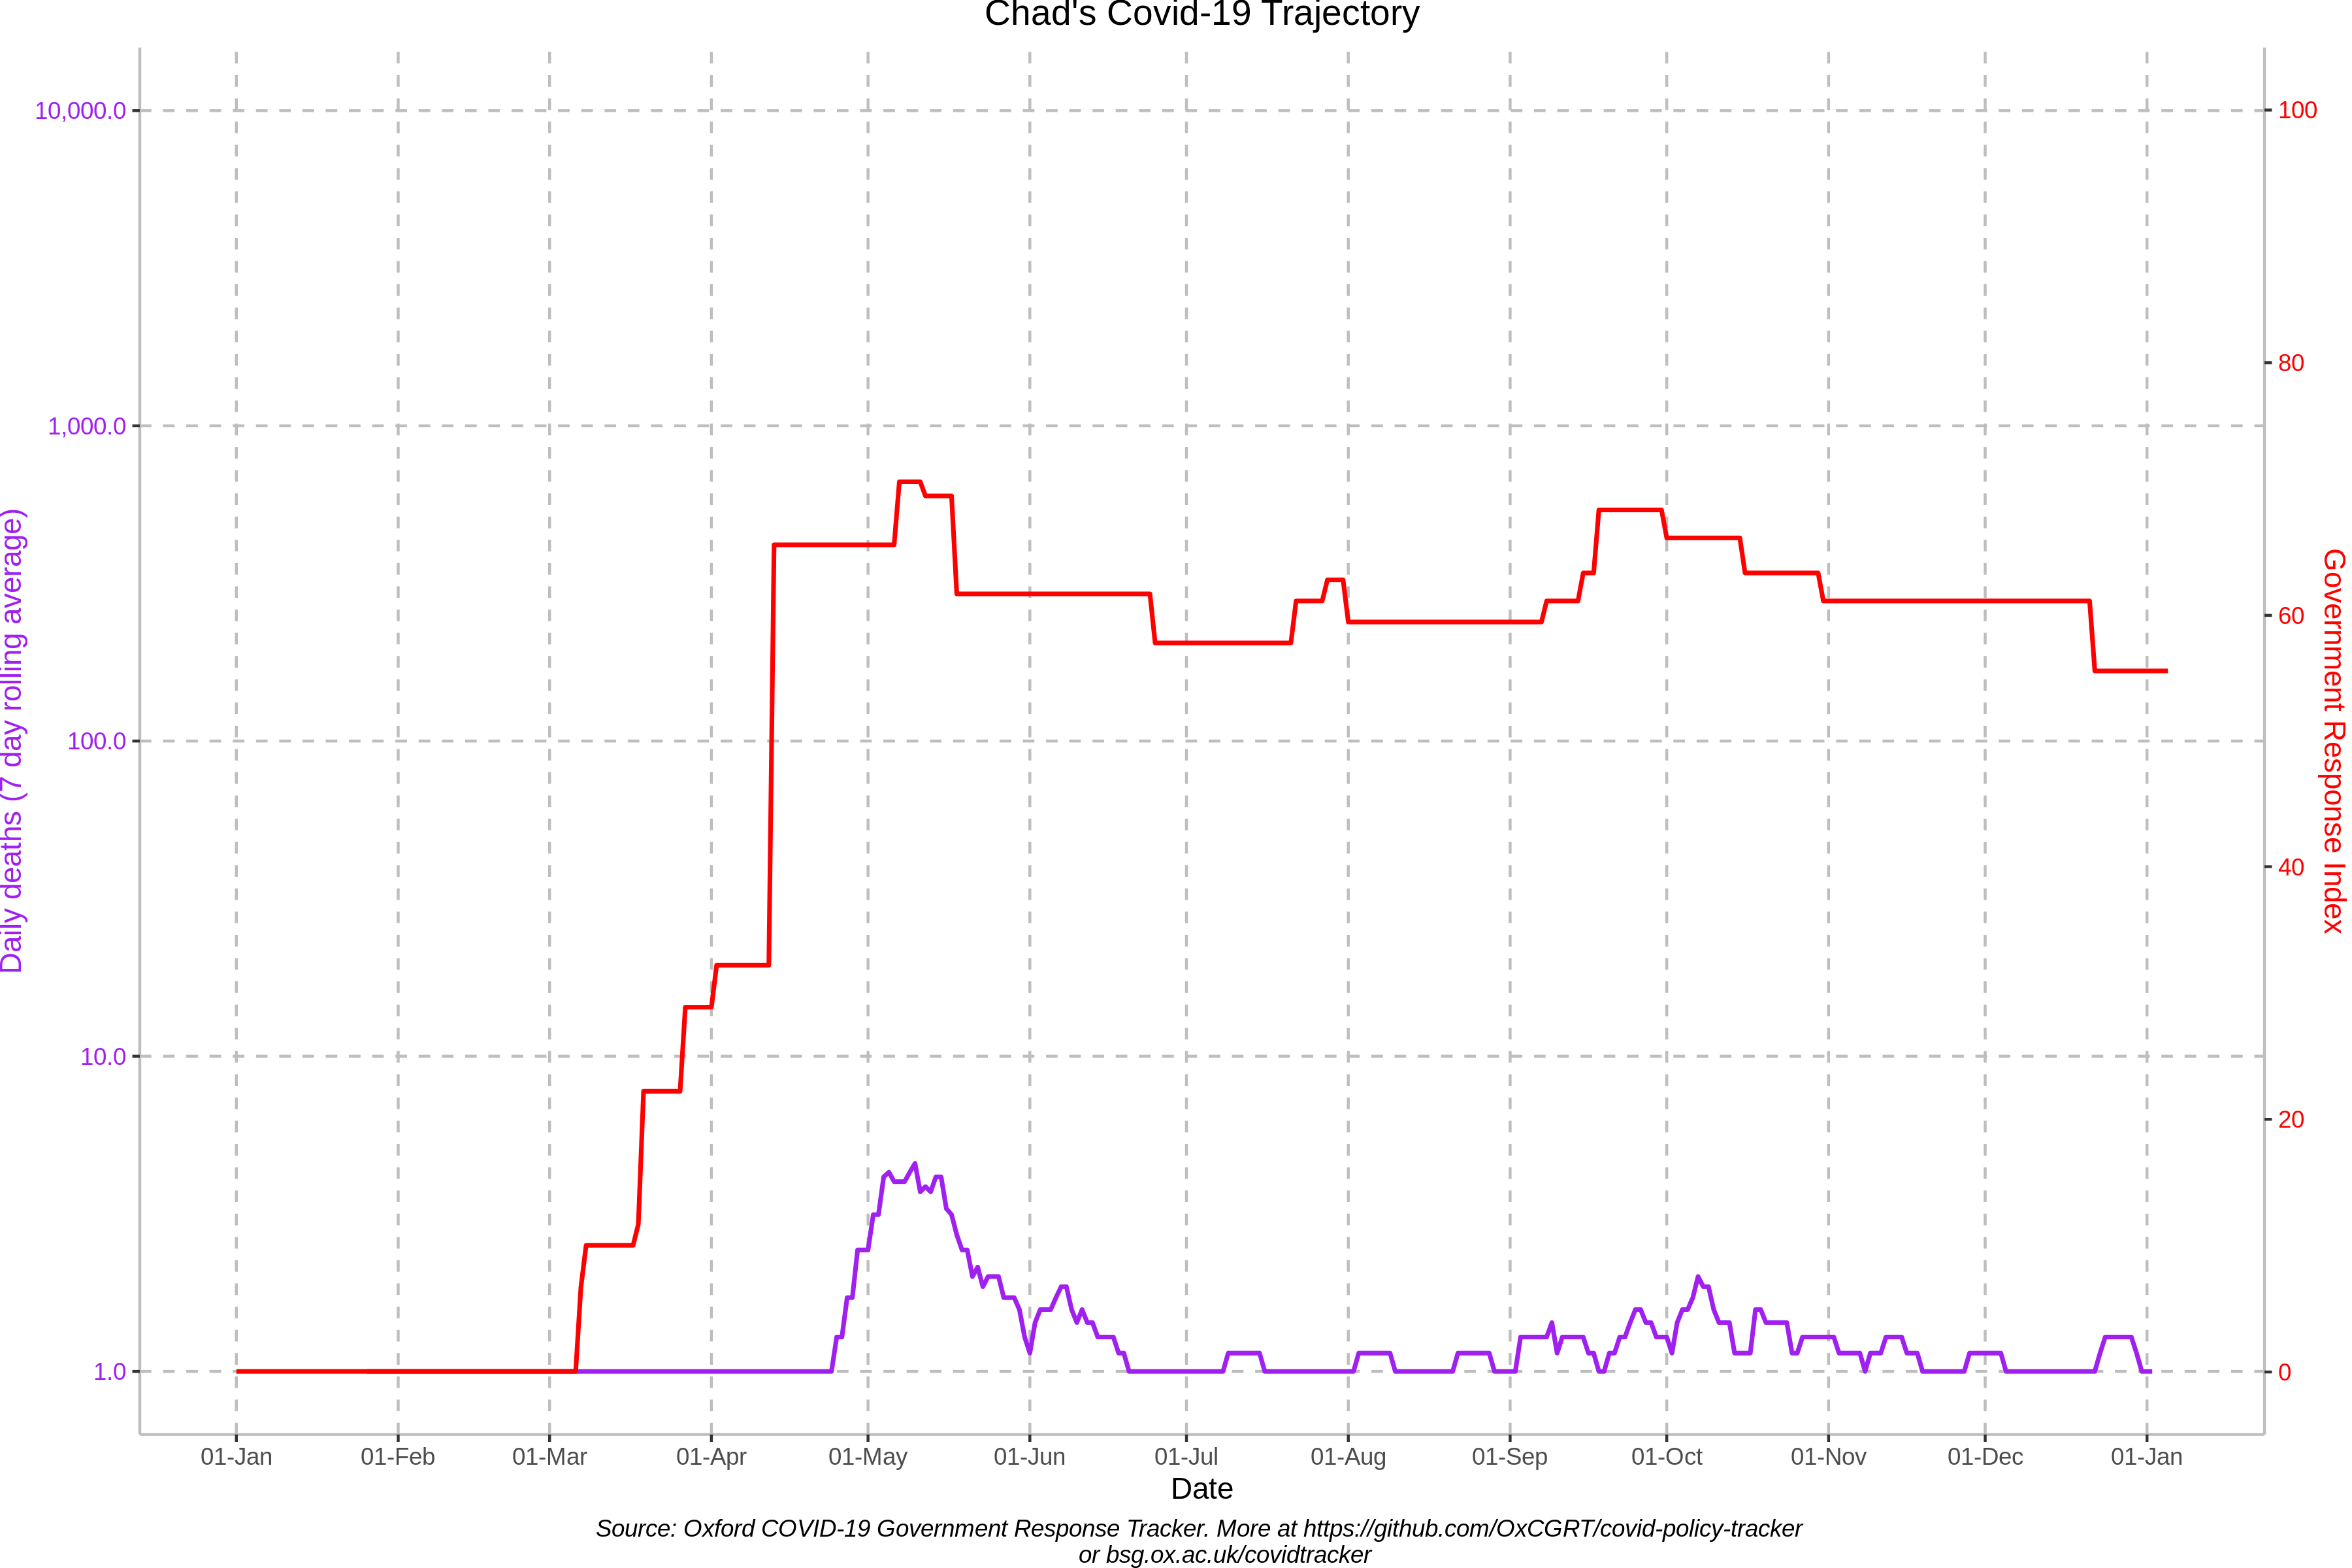 Chad's Covid-19 Trajectory
10,000.0
1,000.0
100.0
10.0
1.0
Daily deaths (7 day rolling average)
100
80
60
40
20
0
Government Response Index
01-Jan 01-Feb 01-Mar 01-Apr 01-May 01-Jun 01-Jul 01-Aug 01-Sep 01-Oct 01-Nov 01-Dec 01-Jan
Date
Source: Oxford COVID-19 Government Response Tracker. More at https://github.com/OxCGRT/covid-policy-tracker
or bsg.ox.ac.uk/covidtracker